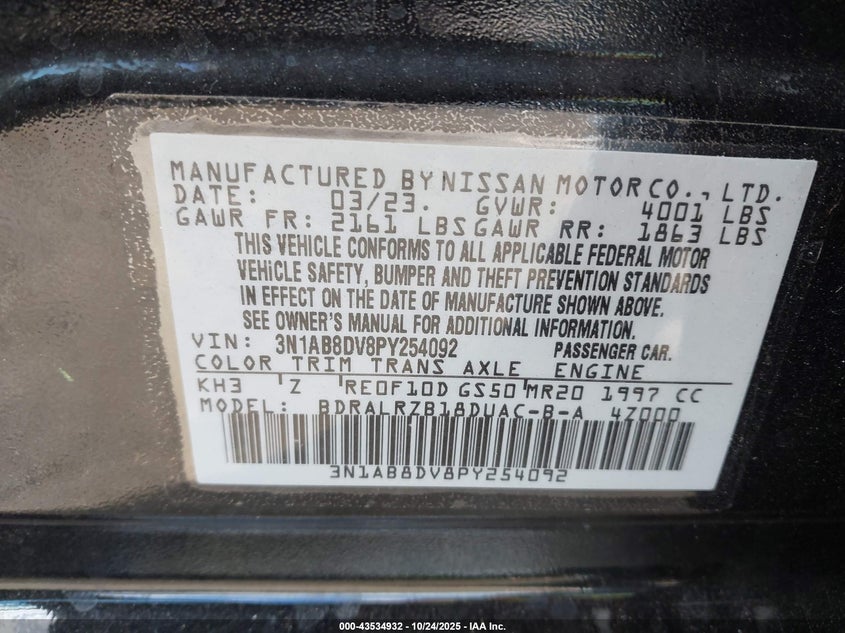 MANUFACTURED BY NISSAN MOTOR CO., LTD.
DATE: 03/23. GVWR: 4001 LBS
GAWR FR: 2161 LBS GAWR RR: 1863 LBS
THIS VEHICLE CONFORMS TO ALL APPLICABLE FEDERAL MOTOR
VEHICLE SAFETY, BUMPER AND THEFT PREVENTION STANDARDS
IN EFFECT ON THE DATE OF MANUFACTURE SHOWN ABOVE.
SEE OWNER'S MANUAL FOR ADDITIONAL INFORMATION.
VIN: 3N1AB8DV8PY254092 PASSENGER CAR.
COLOR TRIM TRANS AXLE ENGINE
KH3 Z RE0F10D GS50 MR20 1997 CC
MODEL: BDRALRZB18DUAC-B-A 4Z000
3N1AB8DV8PY254092
000-43534932 - 10/24/2025 - IAA Inc.